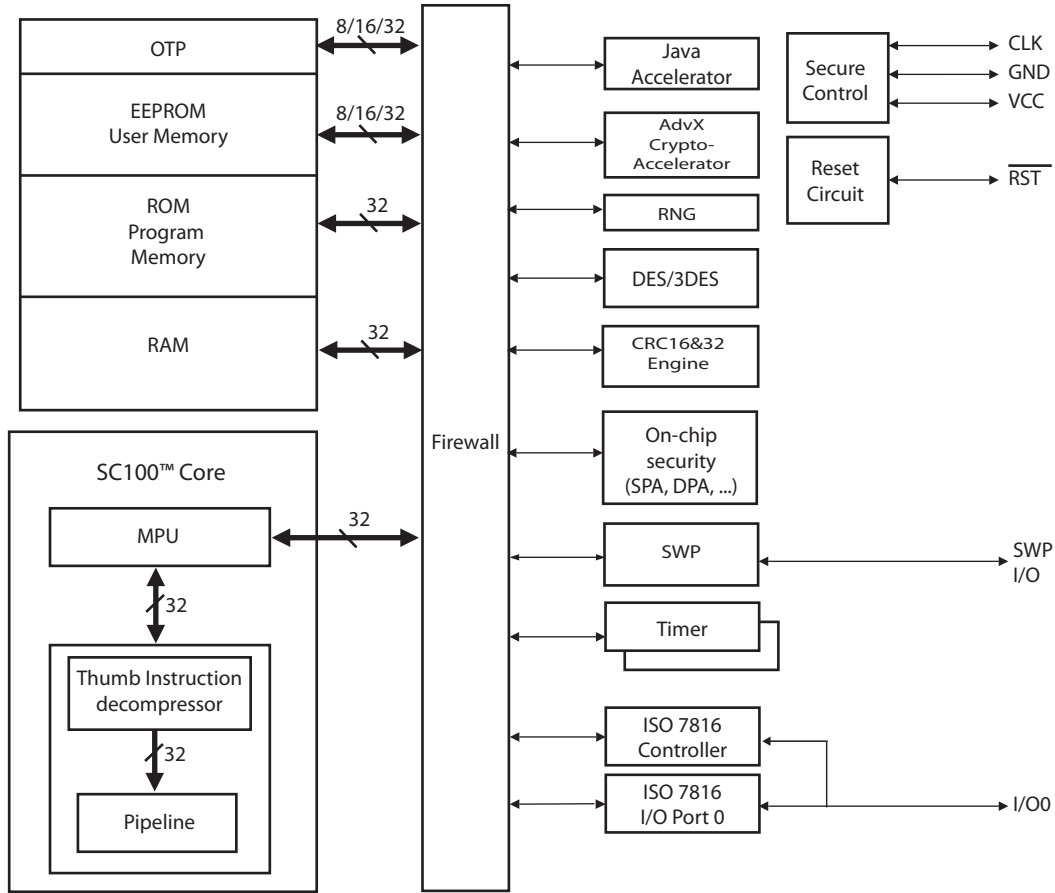 OTP
EEPROM
User Memory
ROM
Program
Memory
RAM
8/16/32
8/16/32
32
32
SC100™ Core
MPU
32
32
Thumb Instruction
decompressor
32
Pipeline
Firewall
Java
Accelerator
AdvX
Crypto-
Accelerator
RNG
DES/3DES
CRC16&32
Engine
On-chip
security
(SPA, DPA, ...)
SWP
Timer
ISO 7816
Controller
ISO 7816
I/O Port 0
Secure
Control
Reset
Circuit
CLK
GND
VCC
RST
SWP
I/O
I/O0